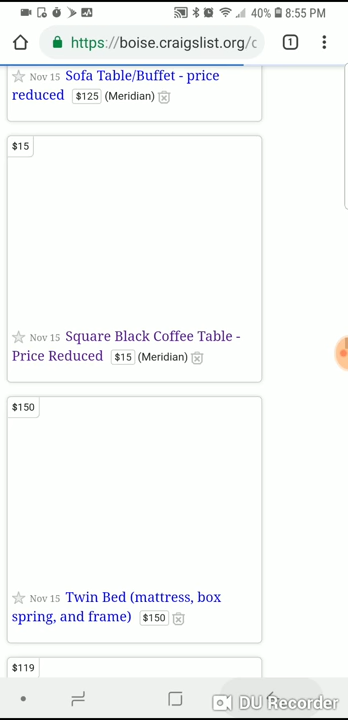 40% 8:55 PM
https://boise.craigslist.org/c
1
Nov 15 Sofa Table/Buffet - price
reduced $125 (Meridian)
$15
Nov 15 Square Black Coffee Table -
Price Reduced $15 (Meridian)
$150
Nov 15 Twin Bed (mattress, box
spring, and frame) $150
$119
DU Recorder